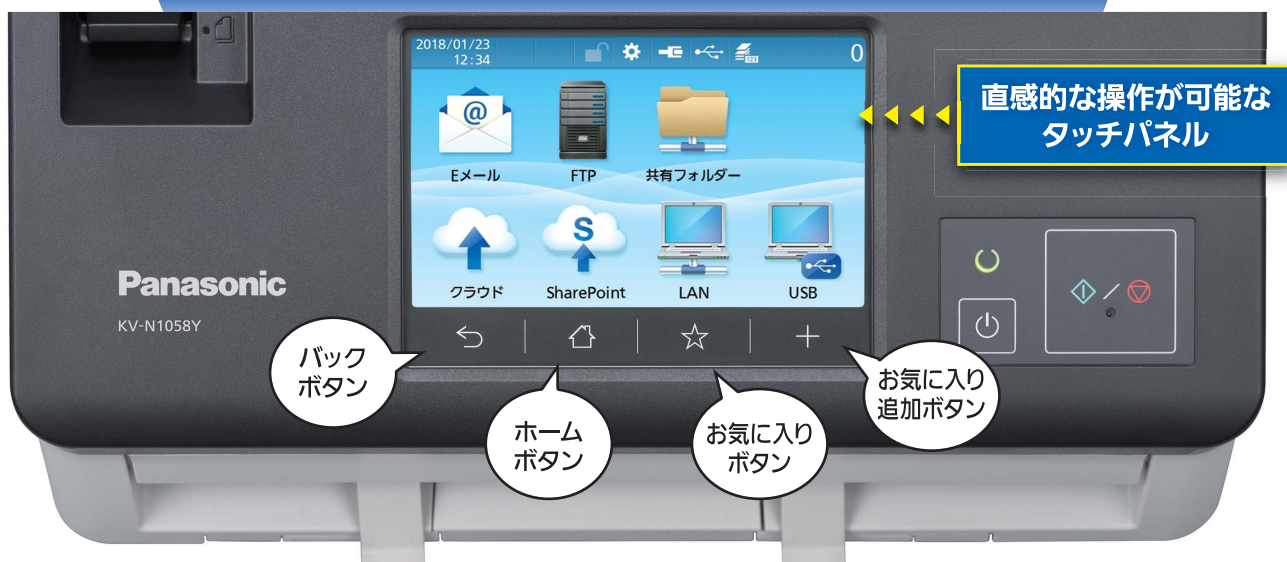 2018/01/23
12:34
123
0
直感的な操作が可能な
タッチパネル
@
Eメール
FTP
共有フォルダー
S
クラウド
SharePoint
LAN
USB
Panasonic
KV-N1058Y
バック
ボタン
ホーム
ボタン
お気に入り
ボタン
お気に入り
追加ボタン